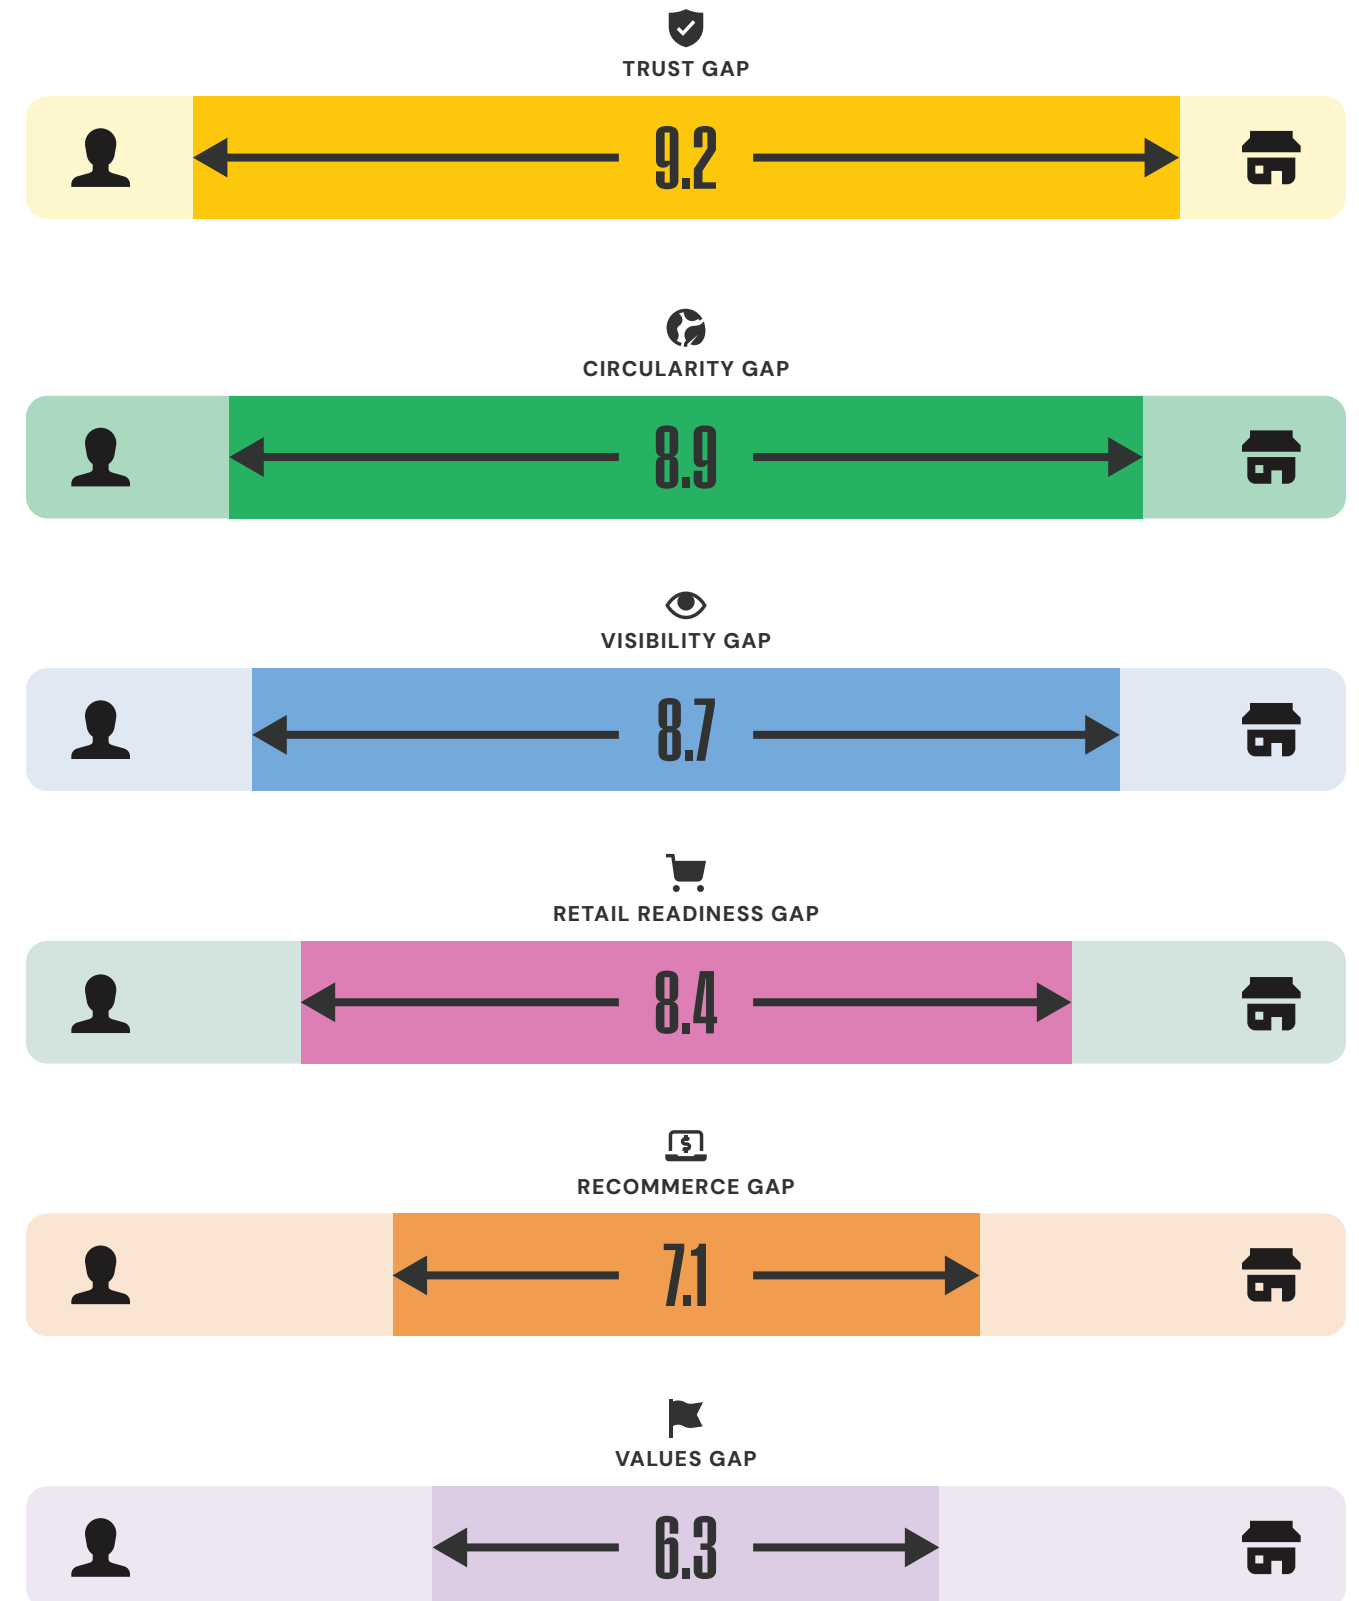 TRUST GAP
9.2
CIRCULARITY GAP
8.9
VISIBILITY GAP
8.7
RETAIL READINESS GAP
8.4
$
RECOMMERCE GAP
7.1
VALUES GAP
6.3